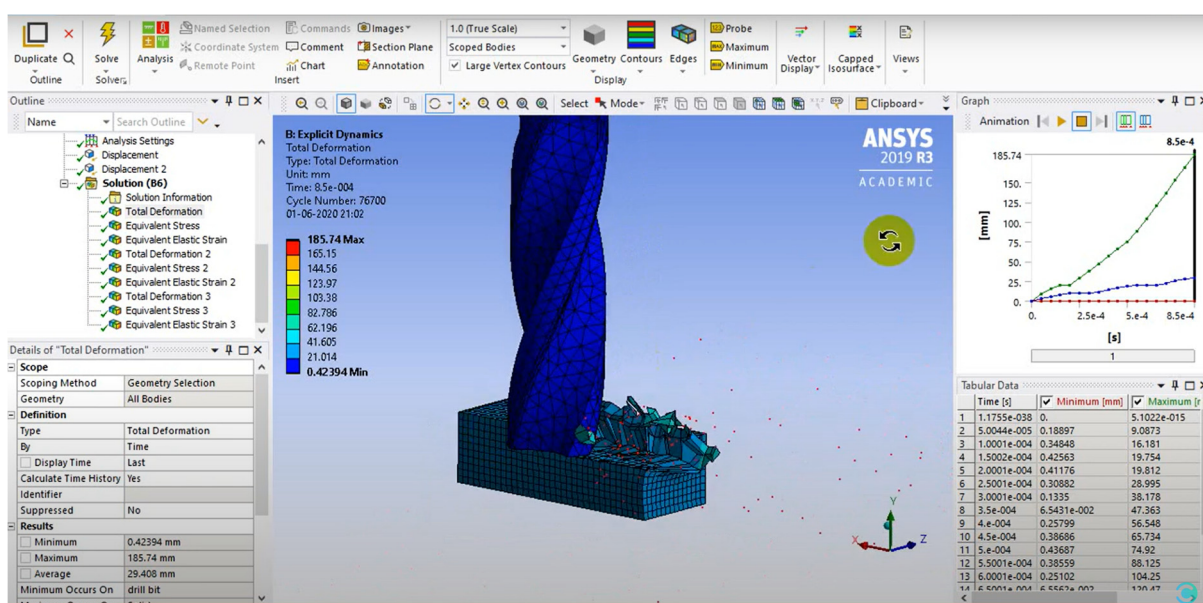 Duplicate
Outline
Solve
Solver
Analysis
Named Selection
Coordinate System
Remote Point
Commands
Comment
Chart
Insert
Images
Section Plane
Annotation
1.0 (True Scale)
Scoped Bodies
Large Vertex Contours
Geometry
Contours
Edges
Display
Probe
Maximum
Minimum
Vector Display
Capped Isosurface
Views
Outline
Name
Search Outline
Analysis Settings
Displacement
Displacement 2
Solution (B6)
Solution Information
Total Deformation
Equivalent Stress
Equivalent Elastic Strain
Total Deformation 2
Equivalent Stress 2
Equivalent Elastic Strain 2
Total Deformation 3
Equivalent Stress 3
Equivalent Elastic Strain 3
Details of "Total Deformation"
Scope
Scoping Method Geometry Selection
Geometry All Bodies
Definition
Type Total Deformation
By Time
Display Time Last
Calculate Time History Yes
Identifier
Suppressed No
Results
Minimum 0.42394 mm
Maximum 185.74 mm
Average 29.408 mm
Minimum Occurs On drill bit
Select
Mode
Clipboard
B: Explicit Dynamics
Total Deformation
Type: Total Deformation
Unit: mm
Time: 8.5e-004
Cycle Number: 76700
01-06-2020 21:02
185.74 Max
165.15
144.56
123.97
103.38
82.786
62.196
41.605
21.014
0.42394 Min
ANSYS
2019 R3
ACADEMIC
Y
X
Z
Graph
Animation
8.5e-4
185.74
150.
125.
100.
75.
50.
25.
0.
[mm]
0. 2.5e-4 5.e-4 8.5e-4
[s]
1
Tabular Data
Time [s] Minimum [mm] Maximum [r
1 1.1755e-038 0. 5.1022e-015
2 5.0044e-005 0.18897 9.0873
3 1.0001e-004 0.34848 16.181
4 1.5002e-004 0.42563 19.754
5 2.0001e-004 0.41176 19.812
6 2.5001e-004 0.30882 28.995
7 3.0001e-004 0.1335 38.178
8 3.5e-004 6.5431e-002 47.363
9 4.e-004 0.25799 56.548
10 4.5e-004 0.38686 65.734
11 5.e-004 0.43687 74.92
12 5.5001e-004 0.38559 88.125
13 6.0001e-004 0.25102 104.25
14 6.5001e-004 6.5562e-002 120.47